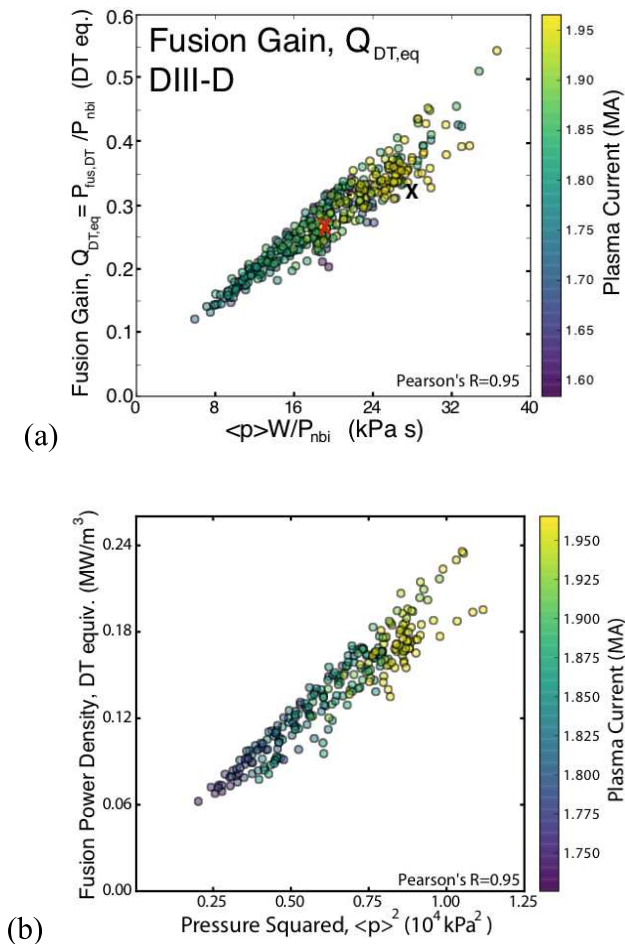 Fusion Gain, Q_DT,eq
DIII-D
Fusion Gain, Q_DT,eq = P_fus,DT /P_nbi (DT eq.)
0.6
0.5
0.4
0.3
0.2
0.1
0.0
X
X
Pearson's R=0.95
0 8 16 24 32 40
<p>W/P_nbi (kPa s)
1.95
1.90
1.85
1.80
1.75
1.70
1.65
1.60
Plasma Current (MA)
(a)
Fusion Power Density, DT equiv. (MW/m³)
0.24
0.18
0.12
0.06
0.00
Pearson's R=0.95
0.25 0.50 0.75 1.00 1.25
Pressure Squared, <p>² (10⁴ kPa²)
1.950
1.925
1.900
1.875
1.850
1.825
1.800
1.775
1.750
Plasma Current (MA)
(b)